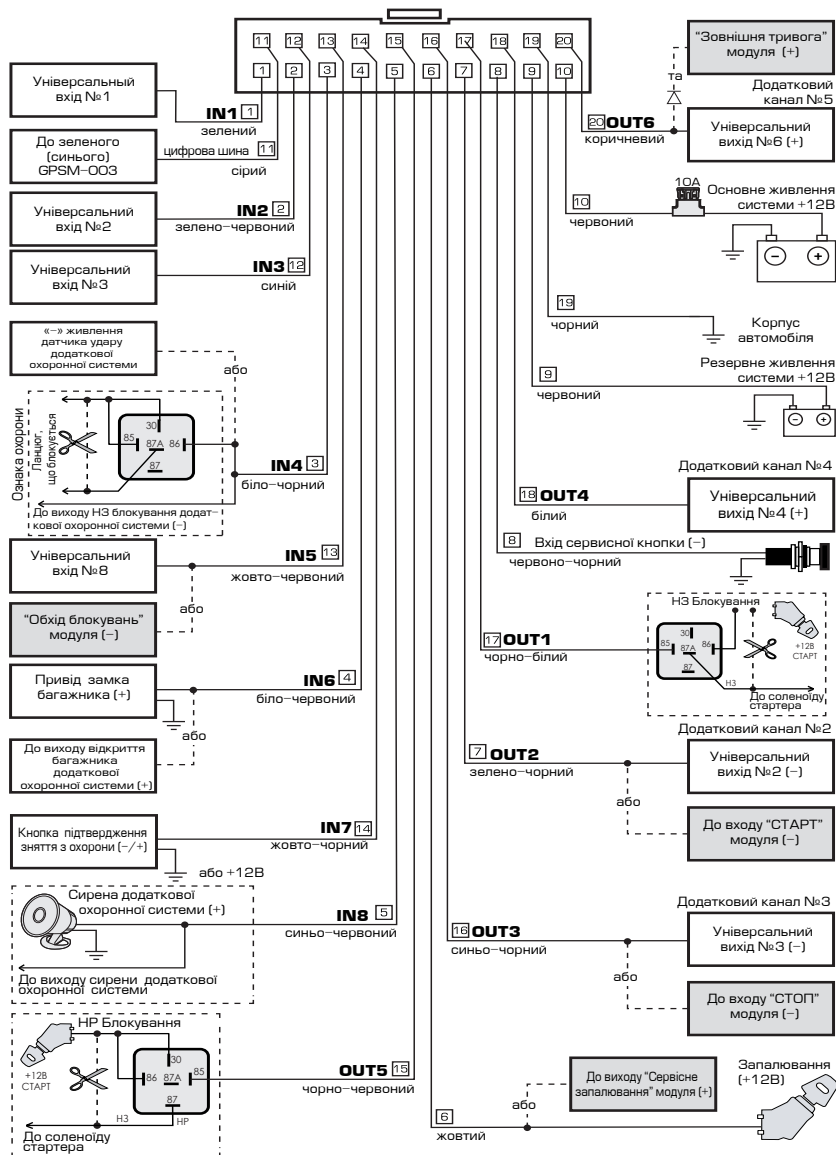 11 12 13 14 15 16 17 18 19 20
1 2 3 4 5 6 7 8 9 10
Універсальный
вхід №1
IN1 1
зелений
До зеленого
(синього)
GPSM-003
цифрова шина 11
сірий
Універсальний
вхід №2
IN2 2
зелено-червоний
Універсальний
вхід №3
IN3 12
синій
«-» живлення
датчика удару
додаткової
охоронної системи
або
Ознака охорони
Ланцюг,
що блокується
30
85 87A 86
87
До виходу НЗ блокування додат-
кової охоронної системи (-)
IN4 3
біло-чорний
Універсальний
вхід №8
IN5 13
жовто-червоний
або
"Обхід блокувань"
модуля (-)
Привід замка
багажника (+)
IN6 4
біло-червоний
або
До виходу відкриття
багажника
додаткової
охоронної системи (+)
Кнопка підтвердження
зняття з охорони (-/+)
IN7 14
жовто-чорний
або +12В
Сирена додаткової
охоронної системи (+)
IN8 5
синьо-червоний
До виходу сирени додаткової
охоронної системи
НР Блокування
+12В
СТАРТ
30
86 87A 85
87
НЗ НР
До соленоїду
стартера
OUT5 15
чорно-червоний
"Зовнішня тривога"
модуля (+)
та
Додатковий
канал №5
20 OUT6
коричневий
Універсальний
вихід №6 (+)
10
червоний
10А
Основне живлення
системи +12В
19
чорний
Корпус
автомобіля
9
червоний
Резервне живлення
системи +12В
Додатковий канал №4
18 OUT4
білий
Універсальний
вихід №4 (+)
8 Вхід сервисної кнопки (-)
червоно-чорний
НЗ Блокування
17 OUT1
чорно-білий
30
85 87A 86
87
НЗ
+12В
СТАРТ
До соленоїду
стартера
Додатковий канал №2
7 OUT2
зелено-чорний
Універсальний
вихід №2 (-)
або
До входу "СТАРТ"
модуля (-)
Додатковий канал №3
16 OUT3
синьо-чорний
Універсальний
вихід №3 (-)
або
До входу "СТОП"
модуля (-)
До виходу "Сервісне
запалювання" модуля (+)
Запалювання
(+12В)
або
6
жовтий